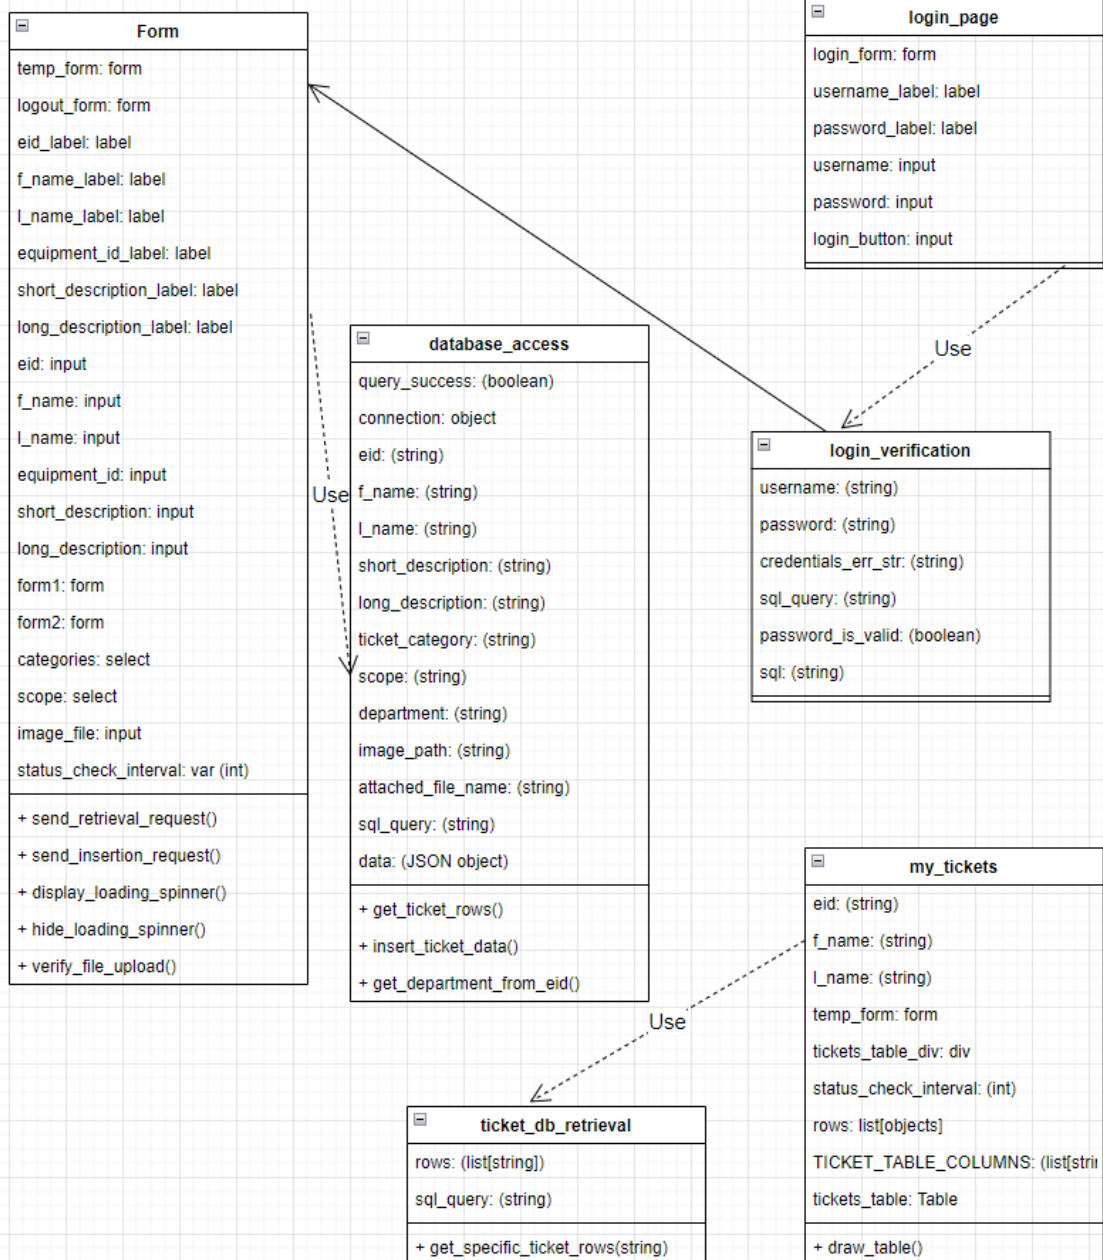 Form
temp_form: form
logout_form: form
eid_label: label
f_name_label: label
l_name_label: label
equipment_id_label: label
short_description_label: label
long_description_label: label
eid: input
f_name: input
l_name: input
equipment_id: input
short_description: input
long_description: input
form1: form
form2: form
categories: select
scope: select
image_file: input
status_check_interval: var (int)
+ send_retrieval_request()
+ send_insertion_request()
+ display_loading_spinner()
+ hide_loading_spinner()
+ verify_file_upload()
Use
database_access
query_success: (boolean)
connection: object
eid: (string)
f_name: (string)
l_name: (string)
short_description: (string)
long_description: (string)
ticket_category: (string)
scope: (string)
department: (string)
image_path: (string)
attached_file_name: (string)
sql_query: (string)
data: (JSON object)
+ get_ticket_rows()
+ insert_ticket_data()
+ get_department_from_eid()
login_page
login_form: form
username_label: label
password_label: label
username: input
password: input
login_button: input
Use
login_verification
username: (string)
password: (string)
credentials_err_str: (string)
sql_query: (string)
password_is_valid: (boolean)
sql: (string)
my_tickets
eid: (string)
f_name: (string)
l_name: (string)
temp_form: form
tickets_table_div: div
status_check_interval: (int)
rows: list[objects]
TICKET_TABLE_COLUMNS: (list[stri
tickets_table: Table
+ draw_table()
Use
ticket_db_retrieval
rows: (list[string])
sql_query: (string)
+ get_specific_ticket_rows(string)